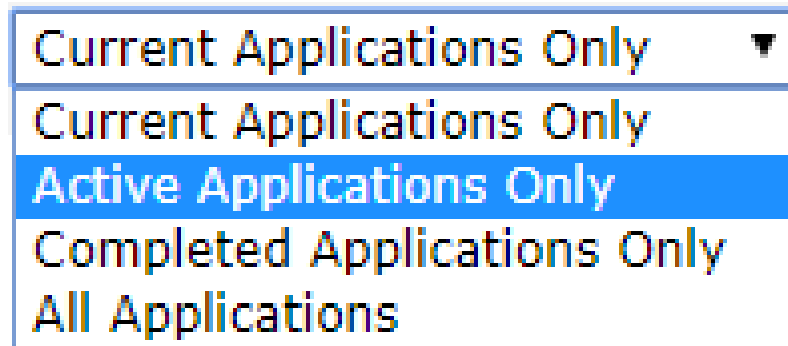 Current Applications Only
Current Applications Only
Active Applications Only
Completed Applications Only
All Applications